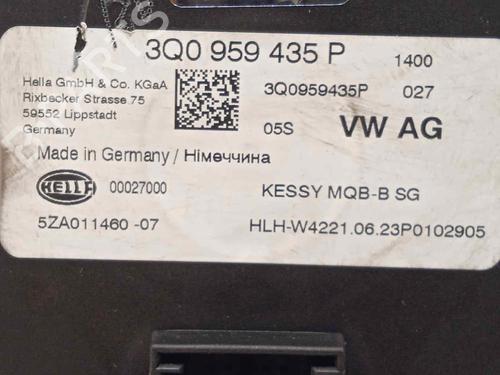 3Q0 959 435 P 1400
Hella GmbH & Co. KGaA
Rixbecker Strasse 75
59552 Lippstadt
Germany
3Q0959435P 027
05S VW AG
Made in Germany / Німеччина
HELLA 00027000 KESSY MQB-B SG
5ZA011460 -07 HLH-W4221.06.23P0102905